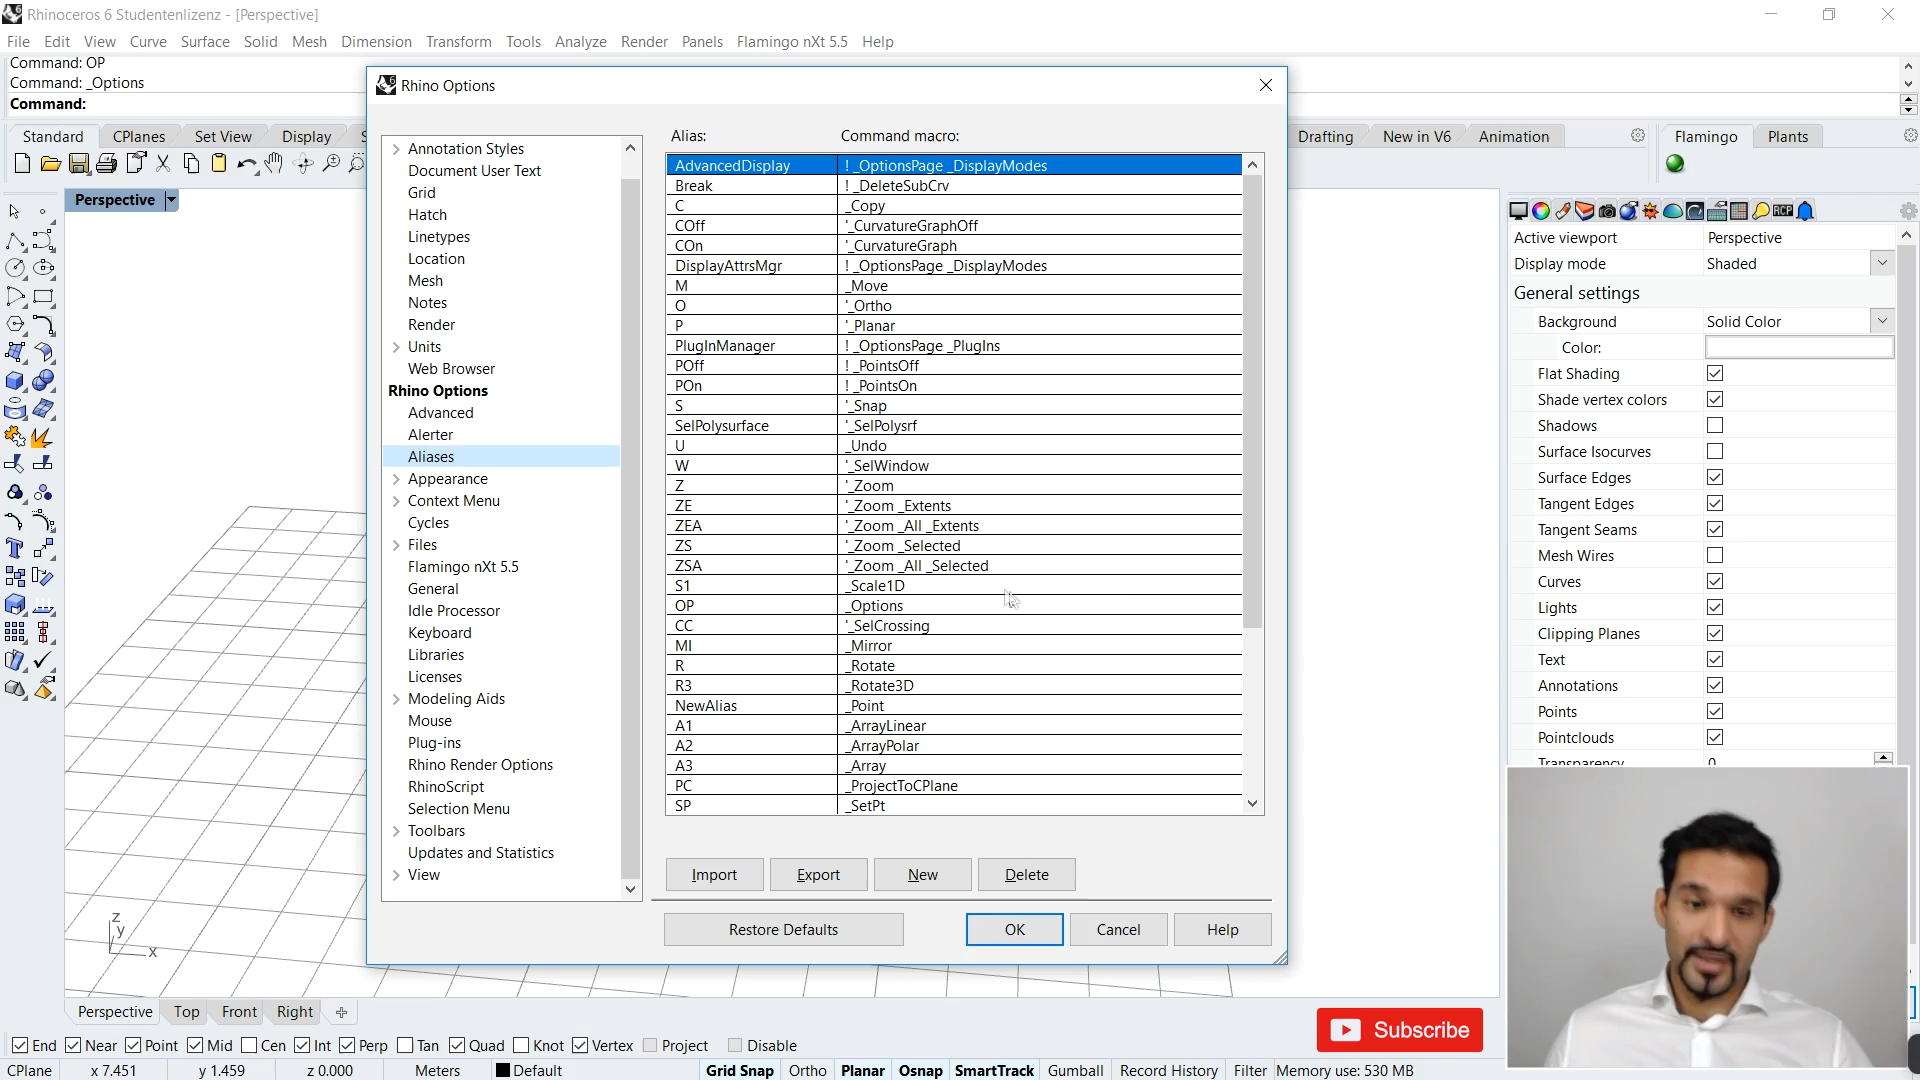 Rhinoceros 6 Studentenlizenz - [Perspective]
File Edit View Curve Surface Solid Mesh Dimension Transform Tools Analyze Render Panels Flamingo nXt 5.5 Help
Command: OP
Command: _Options
Command:
Standard CPlanes Set View Display
Drafting New in V6 Animation
Flamingo Plants
Perspective
Rhino Options
Annotation Styles
Document User Text
Grid
Hatch
Linetypes
Location
Mesh
Notes
Render
Units
Web Browser
Rhino Options
Advanced
Alerter
Aliases
Appearance
Context Menu
Cycles
Files
Flamingo nXt 5.5
General
Idle Processor
Keyboard
Libraries
Licenses
Modeling Aids
Mouse
Plug-ins
Rhino Render Options
RhinoScript
Selection Menu
Toolbars
Updates and Statistics
View
Alias: Command macro:
AdvancedDisplay !_OptionsPage _DisplayModes
Break !_DeleteSubCrv
C _Copy
COff '_CurvatureGraphOff
COn '_CurvatureGraph
DisplayAttrsMgr !_OptionsPage _DisplayModes
M _Move
O '_Ortho
P '_Planar
PlugInManager !_OptionsPage _PlugIns
POff !_PointsOff
POn !_PointsOn
S '_Snap
SelPolysurface '_SelPolysrf
U _Undo
W '_SelWindow
Z '_Zoom
ZE '_Zoom _Extents
ZEA '_Zoom _All _Extents
ZS '_Zoom _Selected
ZSA '_Zoom _All _Selected
S1 _Scale1D
OP _Options
CC '_SelCrossing
MI _Mirror
R _Rotate
R3 _Rotate3D
NewAlias _Point
A1 _ArrayLinear
A2 _ArrayPolar
A3 _Array
PC _ProjectToCPlane
SP _SetPt
Import Export New Delete
Restore Defaults OK Cancel Help
Active viewport Perspective
Display mode Shaded
General settings
Background Solid Color
Color:
Flat Shading
Shade vertex colors
Shadows
Surface Isocurves
Surface Edges
Tangent Edges
Tangent Seams
Mesh Wires
Curves
Lights
Clipping Planes
Text
Annotations
Points
Pointclouds
Transparency 0
z
y
x
Perspective Top Front Right
Subscribe
End Near Point Mid Cen Int Perp Tan Quad Knot Vertex Project Disable
CPlane x 7.451 y 1.459 z 0.000 Meters Default Grid Snap Ortho Planar Osnap SmartTrack Gumball Record History Filter Memory use: 530 MB